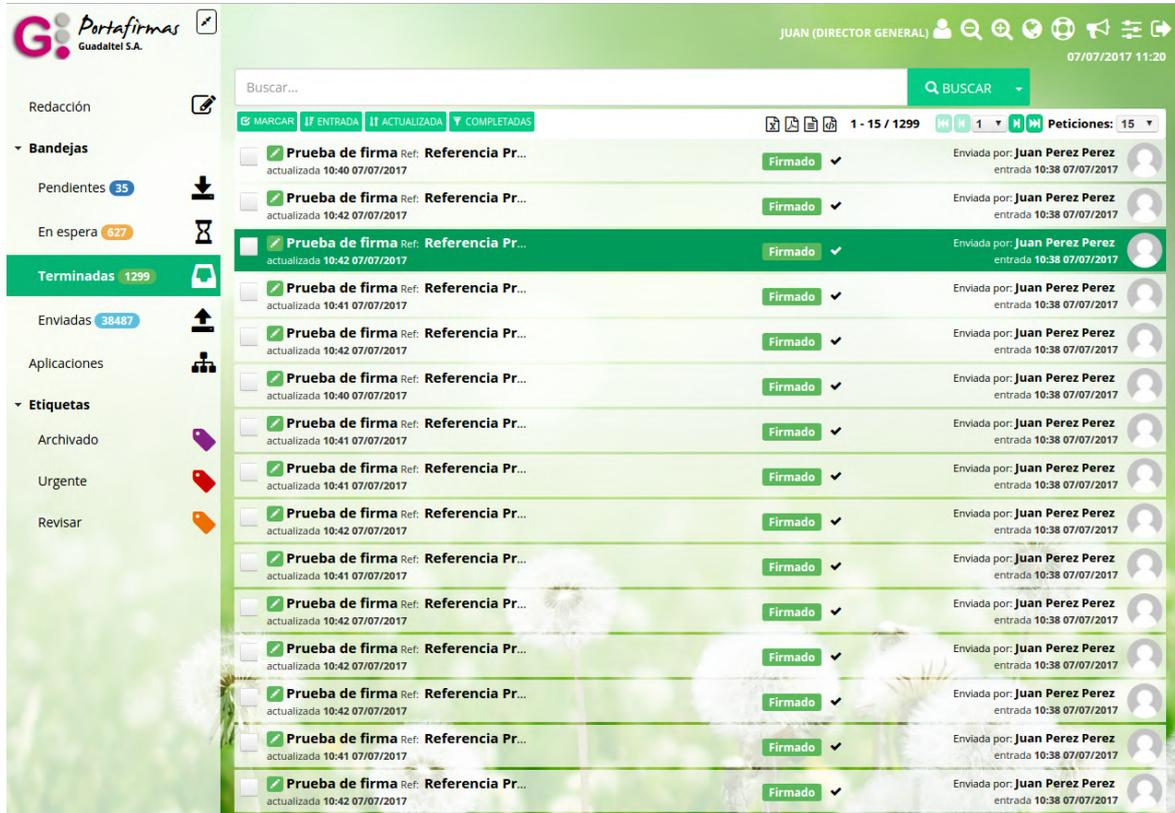 Portafirmas
Guadaltel S.A.
JUAN (DIRECTOR GENERAL)
07/07/2017 11:20
Redacción
Bandejas
Pendientes 35
En espera 627
Terminadas 1299
Enviadas 38487
Aplicaciones
Etiquetas
Archivado
Urgente
Revisar
Buscar...
BUSCAR
MARCAR ENTRADA ACTUALIZADA COMPLETADAS 1 - 15 / 1299 1 Peticiones: 15
Prueba de firma Ref: Referencia Pr... Firmado Enviada por: Juan Perez Perez
actualizada 10:40 07/07/2017 entrada 10:38 07/07/2017
Prueba de firma Ref: Referencia Pr... Firmado Enviada por: Juan Perez Perez
actualizada 10:42 07/07/2017 entrada 10:38 07/07/2017
Prueba de firma Ref: Referencia Pr... Firmado Enviada por: Juan Perez Perez
actualizada 10:42 07/07/2017 entrada 10:38 07/07/2017
Prueba de firma Ref: Referencia Pr... Firmado Enviada por: Juan Perez Perez
actualizada 10:41 07/07/2017 entrada 10:38 07/07/2017
Prueba de firma Ref: Referencia Pr... Firmado Enviada por: Juan Perez Perez
actualizada 10:42 07/07/2017 entrada 10:38 07/07/2017
Prueba de firma Ref: Referencia Pr... Firmado Enviada por: Juan Perez Perez
actualizada 10:40 07/07/2017 entrada 10:38 07/07/2017
Prueba de firma Ref: Referencia Pr... Firmado Enviada por: Juan Perez Perez
actualizada 10:41 07/07/2017 entrada 10:38 07/07/2017
Prueba de firma Ref: Referencia Pr... Firmado Enviada por: Juan Perez Perez
actualizada 10:41 07/07/2017 entrada 10:38 07/07/2017
Prueba de firma Ref: Referencia Pr... Firmado Enviada por: Juan Perez Perez
actualizada 10:42 07/07/2017 entrada 10:38 07/07/2017
Prueba de firma Ref: Referencia Pr... Firmado Enviada por: Juan Perez Perez
actualizada 10:41 07/07/2017 entrada 10:38 07/07/2017
Prueba de firma Ref: Referencia Pr... Firmado Enviada por: Juan Perez Perez
actualizada 10:42 07/07/2017 entrada 10:38 07/07/2017
Prueba de firma Ref: Referencia Pr... Firmado Enviada por: Juan Perez Perez
actualizada 10:42 07/07/2017 entrada 10:38 07/07/2017
Prueba de firma Ref: Referencia Pr... Firmado Enviada por: Juan Perez Perez
actualizada 10:42 07/07/2017 entrada 10:38 07/07/2017
Prueba de firma Ref: Referencia Pr... Firmado Enviada por: Juan Perez Perez
actualizada 10:41 07/07/2017 entrada 10:38 07/07/2017
Prueba de firma Ref: Referencia Pr... Firmado Enviada por: Juan Perez Perez
actualizada 10:42 07/07/2017 entrada 10:38 07/07/2017